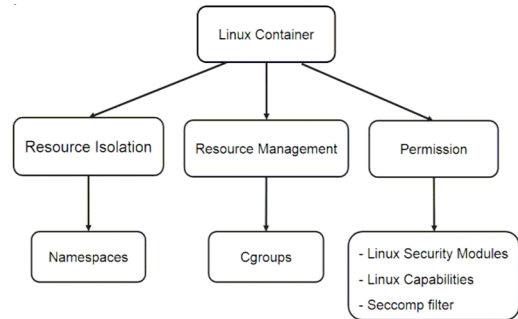 Linux Container
Resource Isolation
Resource Management
Permission
Namespaces
Cgroups
- Linux Security Modules
- Linux Capabilities
- Seccomp filter